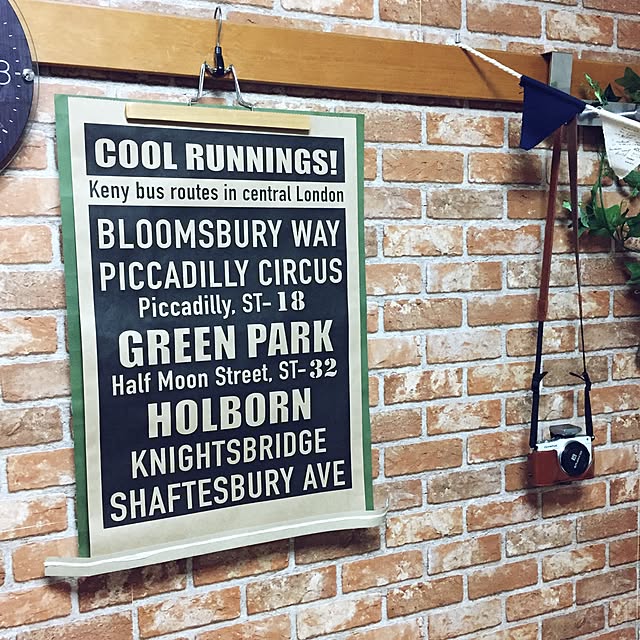 COOL RUNNINGS!
Keny bus routes in central London
BLOOMSBURY WAY
PICCADILLY CIRCUS
Piccadilly, ST-18
GREEN PARK
Half Moon Street, ST-32
HOLBORN
KNIGHTSBRIDGE
SHAFTESBURY AVE
8